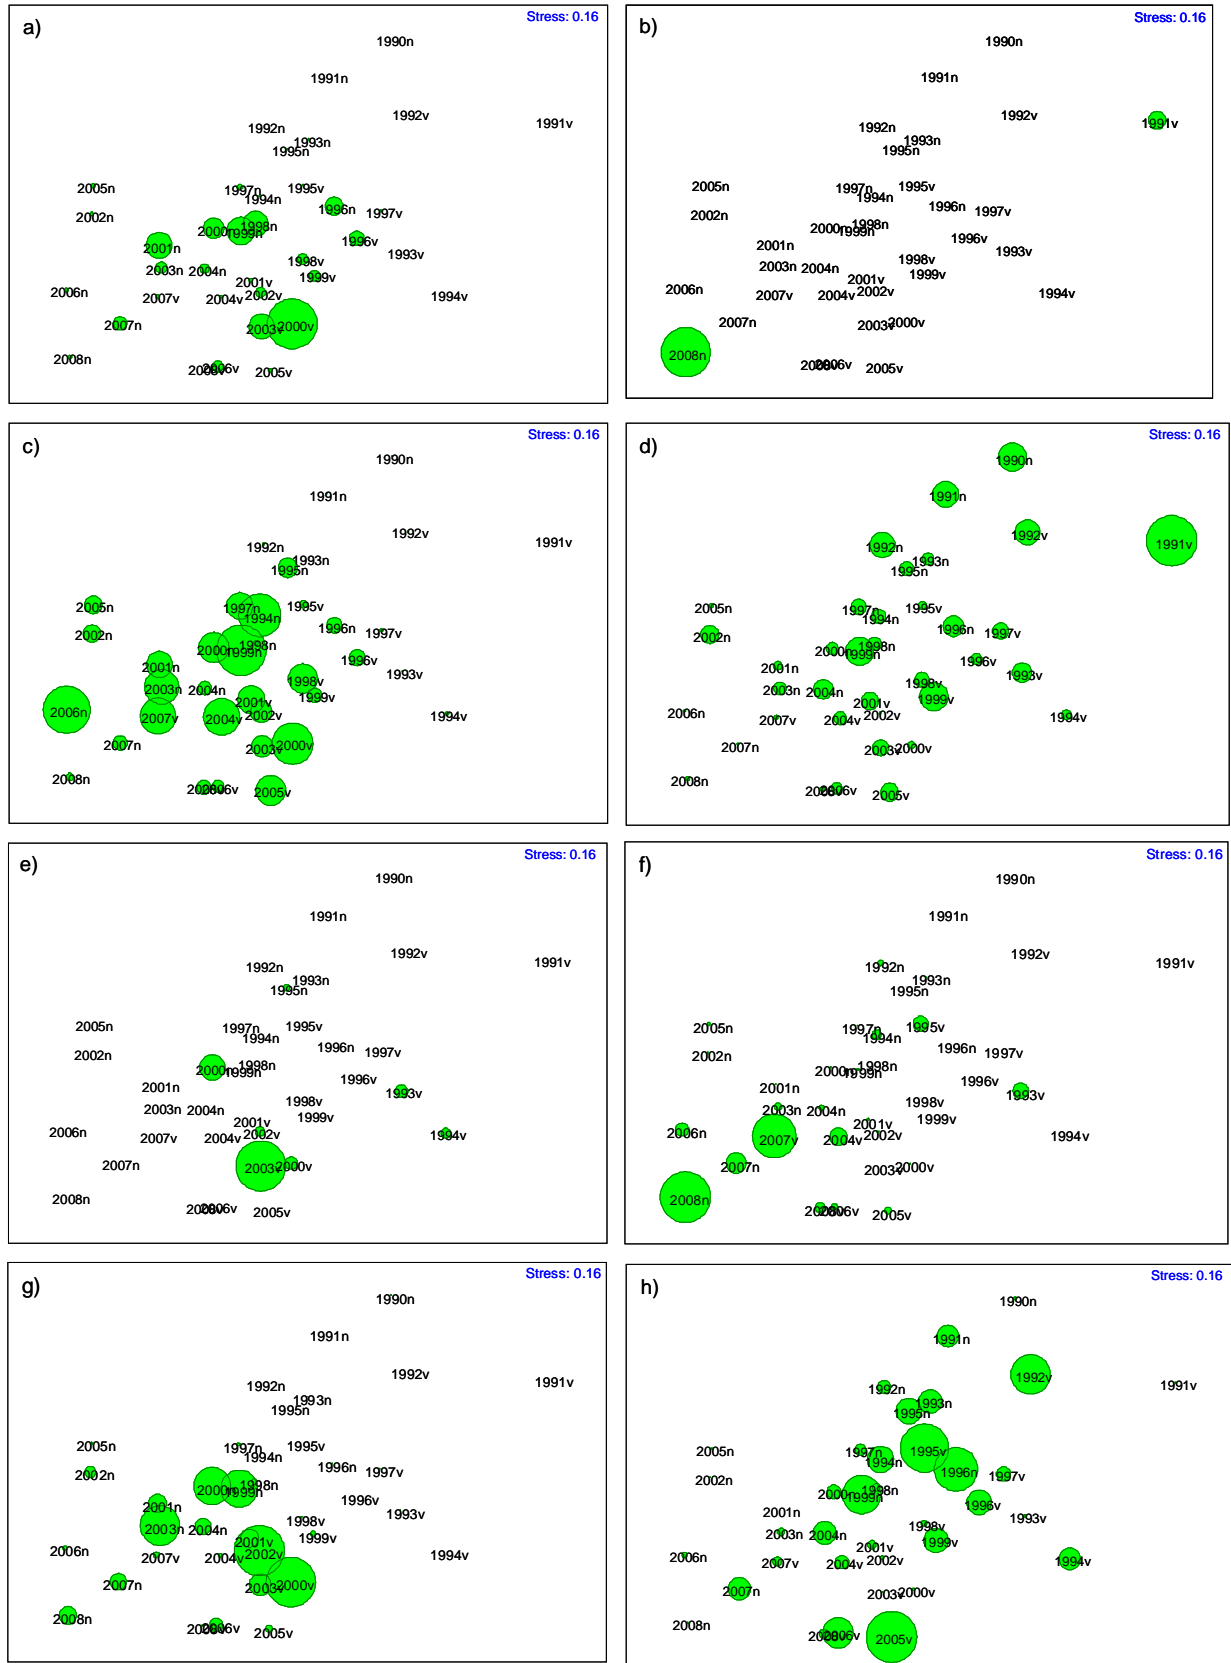 a)
Stress: 0.16
1990n
1991n
1992v
1991v
1992n
1993n
1995n
2005n
1997n
1995v
1994n
1996n
1997v
2002n
1998n
2000n
1999n
1996v
2001n
1993v
1998v
2003n
2004n
1999v
2001v
2006n
2007v
2004v
2002v
1994v
2007n
2003v
2000v
2008n
2008v
2006v
2005v
b)
Stress: 0.16
1990n
1991n
1992v
1991v
1992n
1993n
1995n
2005n
1997n
1995v
1994n
1996n
1997v
2002n
1998n
2000n
1999n
1996v
2001n
1993v
1998v
2003n
2004n
1999v
2001v
2006n
2007v
2004v
2002v
1994v
2007n
2003v
2000v
2008n
2008v
2006v
2005v
c)
Stress: 0.16
1990n
1991n
1992v
1991v
1992n
1993n
1995n
2005n
1997n
1995v
1994n
1996n
1997v
2002n
1998n
2000n
1999n
1996v
2001n
1993v
1998v
2003n
2004n
1999v
2001v
2006n
2007v
2004v
2002v
1994v
2007n
2003v
2000v
2008n
2008v
2006v
2005v
d)
Stress: 0.16
1990n
1991n
1992v
1991v
1992n
1993n
1995n
2005n
1997n
1995v
1994n
1996n
1997v
2002n
1998n
2000n
1999n
1996v
2001n
1993v
1998v
2003n
2004n
1999v
2001v
2006n
2007v
2004v
2002v
1994v
2007n
2003v
2000v
2008n
2008v
2006v
2005v
e)
Stress: 0.16
1990n
1991n
1992v
1991v
1992n
1993n
1995n
2005n
1997n
1995v
1994n
1996n
1997v
2002n
1998n
2000n
1999n
1996v
2001n
1993v
1998v
2003n
2004n
1999v
2001v
2006n
2007v
2004v
2002v
1994v
2007n
2003v
2000v
2008n
2008v
2006v
2005v
f)
Stress: 0.16
1990n
1991n
1992v
1991v
1992n
1993n
1995n
2005n
1997n
1995v
1994n
1996n
1997v
2002n
1998n
2000n
1999n
1996v
2001n
1993v
1998v
2003n
2004n
1999v
2001v
2006n
2007v
2004v
2002v
1994v
2007n
2003v
2000v
2008n
2008v
2006v
2005v
g)
Stress: 0.16
1990n
1991n
1992v
1991v
1992n
1993n
1995n
2005n
1997n
1995v
1994n
1996n
1997v
2002n
1998n
2000n
1999n
1996v
2001n
1993v
1998v
2003n
2004n
1999v
2001v
2006n
2007v
2004v
2002v
1994v
2007n
2003v
2000v
2008n
2008v
2006v
2005v
h)
Stress: 0.16
1990n
1991n
1992v
1991v
1992n
1993n
1995n
2005n
1997n
1995v
1994n
1996n
1997v
2002n
1998n
2000n
1999n
1996v
2001n
1993v
1998v
2003n
2004n
1999v
2001v
2006n
2007v
2004v
2002v
1994v
2007n
2003v
2000v
2008n
2008v
2006v
2005v